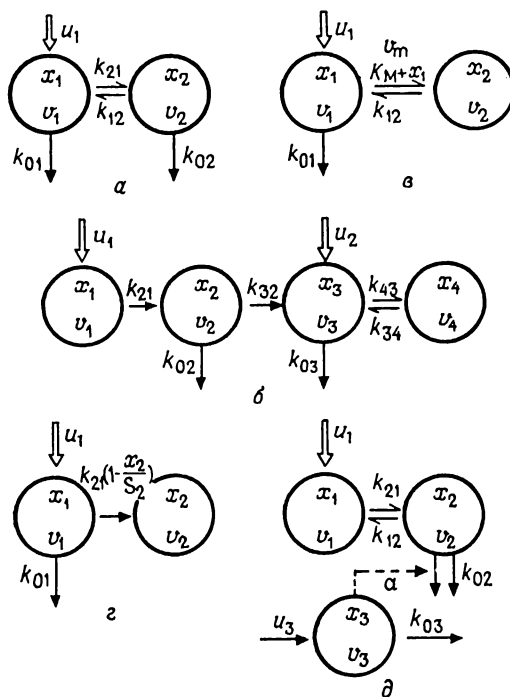 u₁ u₁
x₁ k₂₁ x₂
v₁ k₁₂ v₂
k₀₁ k₀₂
а
x₁ vₘ x₂
v₁ K_M+x₁ v₂
k₁₂
k₀₁
в
u₁ u₂
x₁ k₂₁ x₂ k₃₂ x₃ k₄₃ x₄
v₁ v₂ v₃ k₃₄ v₄
k₀₂ k₀₃
б
u₁
k₂₁(1-x₂/S₂)
x₁ x₂
v₁ v₂
k₀₁
г
u₁
x₁ k₂₁ x₂
v₁ k₁₂ v₂
α k₀₂
u₃ x₃ k₀₃
v₃
д